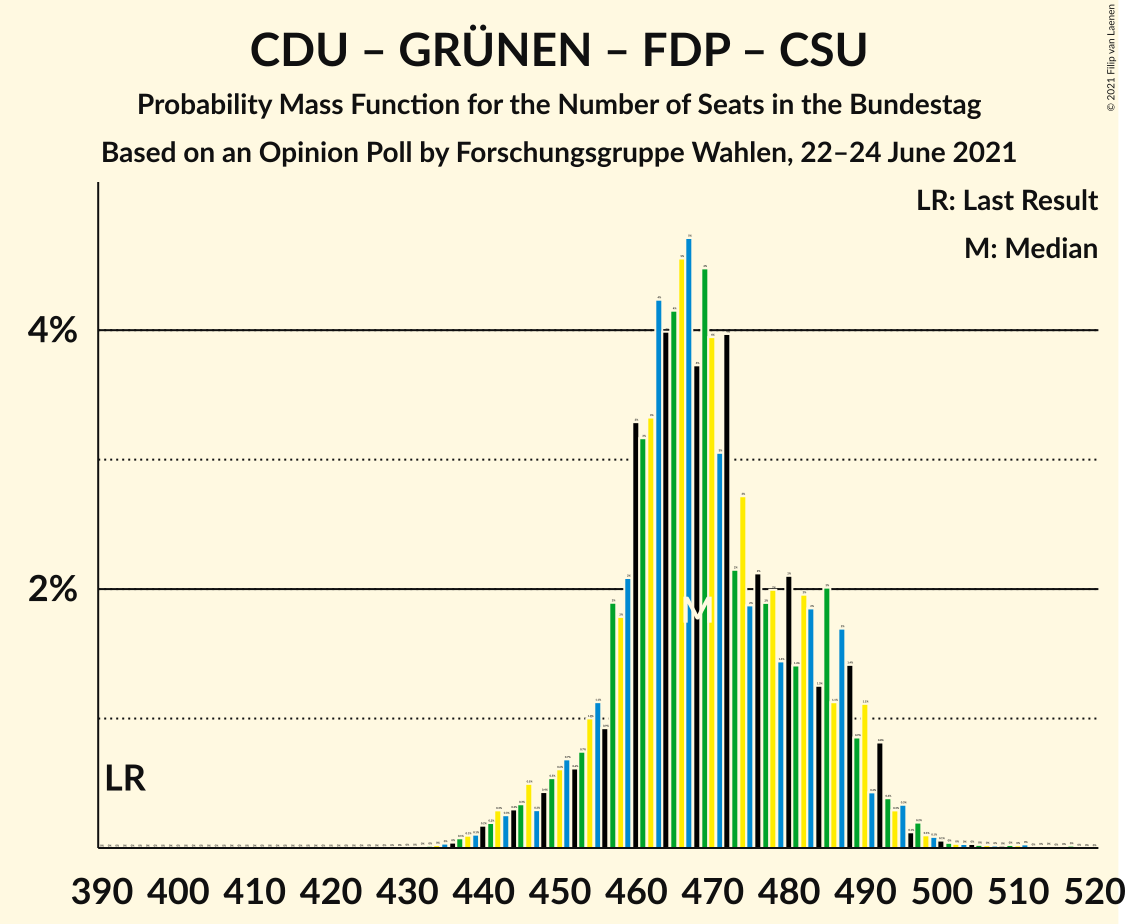 CDU – GRÜNEN – FDP – CSU
Probability Mass Function for the Number of Seats in the Bundestag
Based on an Opinion Poll by Forschungsgruppe Wahlen, 22–24 June 2021
© 2021 Filip van Laenen
LR: Last Result
M: Median
4%
2%
M
LR
390 400 410 420 430 440 450 460 470 480 490 500 510 520